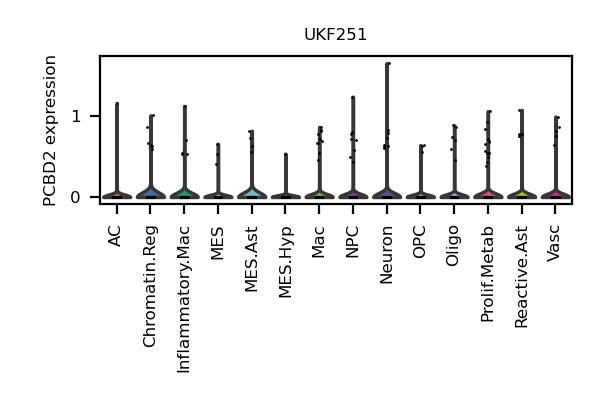 UKF251
PCBD2 expression
1
0
AC
Chromatin.Reg
Inflammatory.Mac
MES
MES.Ast
MES.Hyp
Mac
NPC
Neuron
OPC
Oligo
Prolif.Metab
Reactive.Ast
Vasc